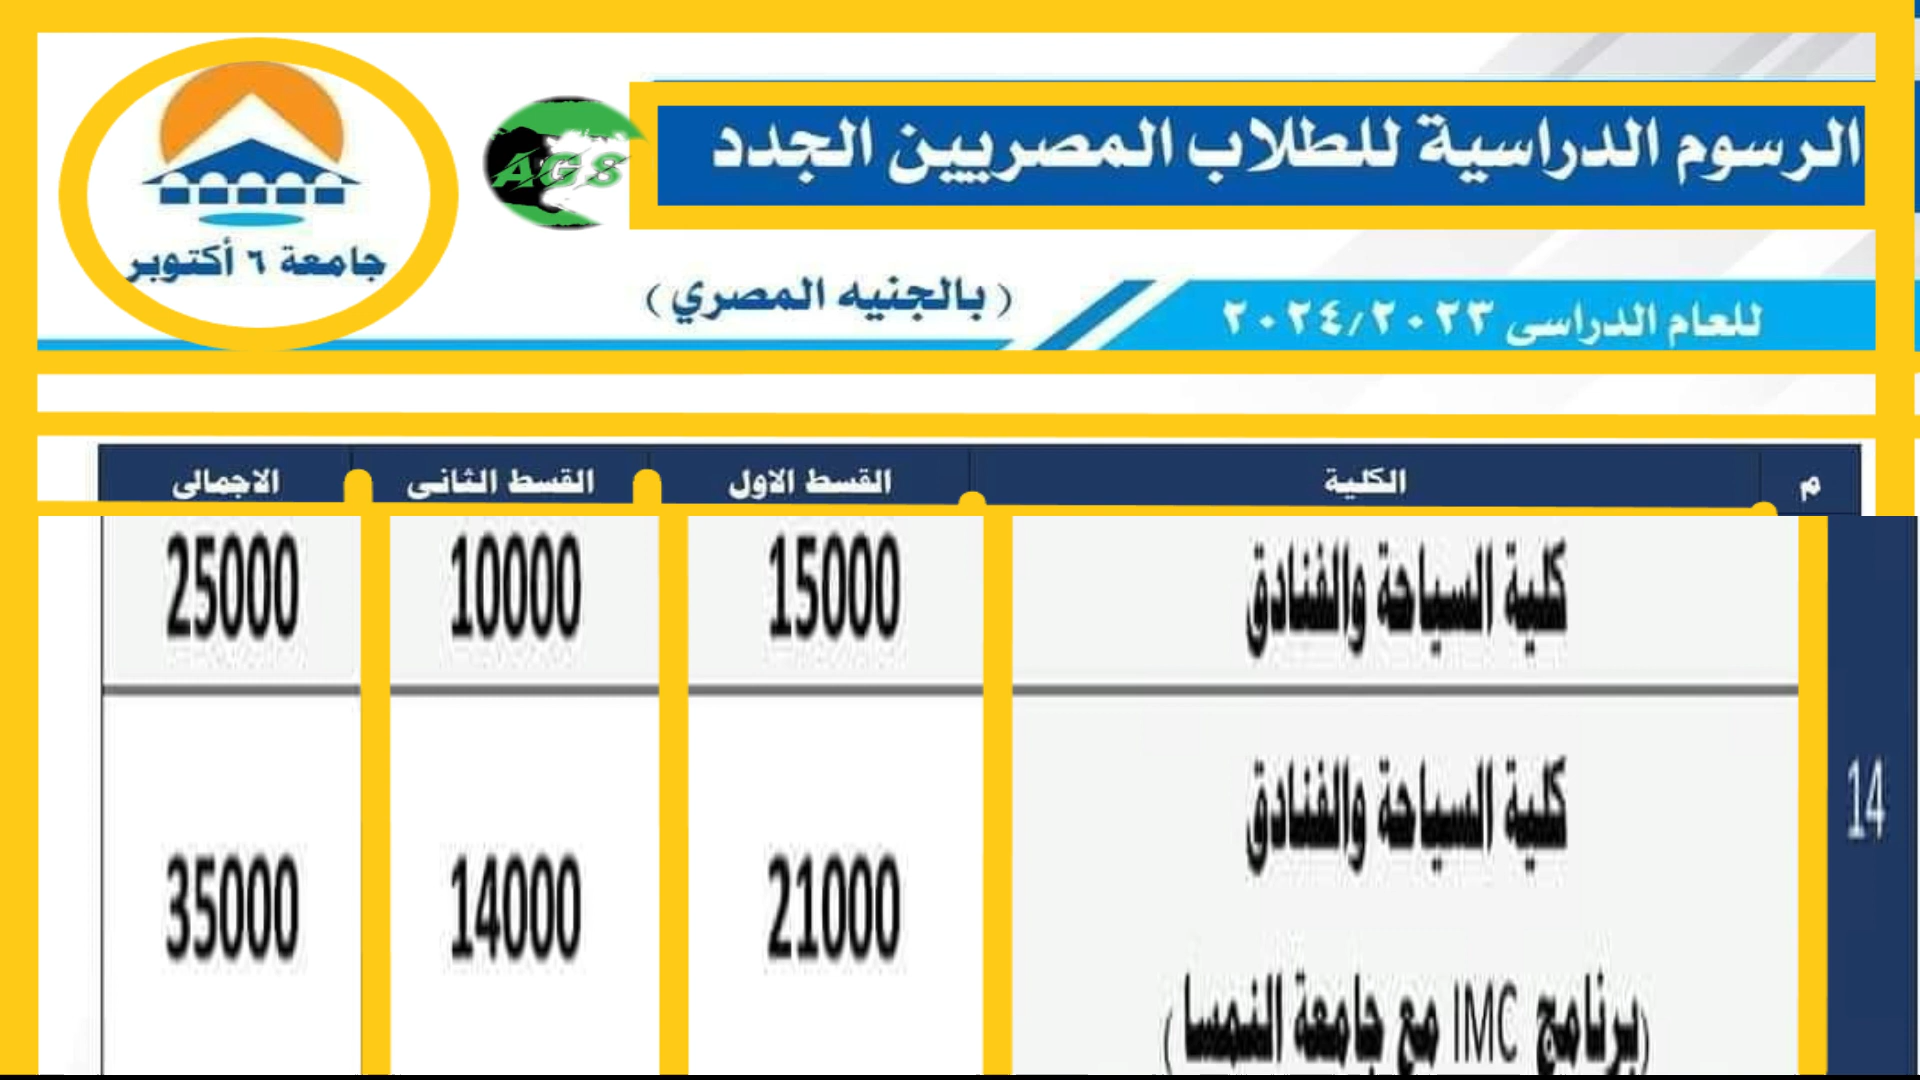 الرسوم الدراسية للطلاب المصريين الجدد
AG8
جامعة ٦ أكتوبر
للعام الدراسى ٢٠٢٤/٢٠٢٣
( بالجنيه المصري )
م الكلية القسط الاول القسط الثانى الاجمالى
كلية السياحة والفنادق 15000 10000 25000
14
كلية السياحة والفنادق
21000 14000 35000
(برنامج IMC مع جامعة النمسا )